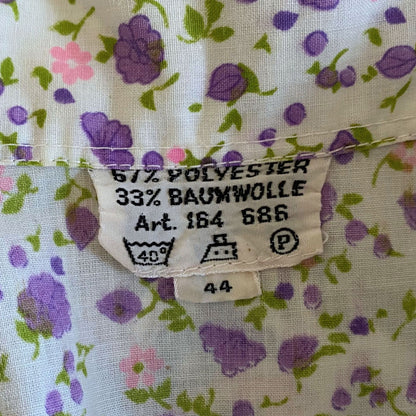 67% POLYESTER
33% BAUMWOLLE
Art. 164 686
40° P
44